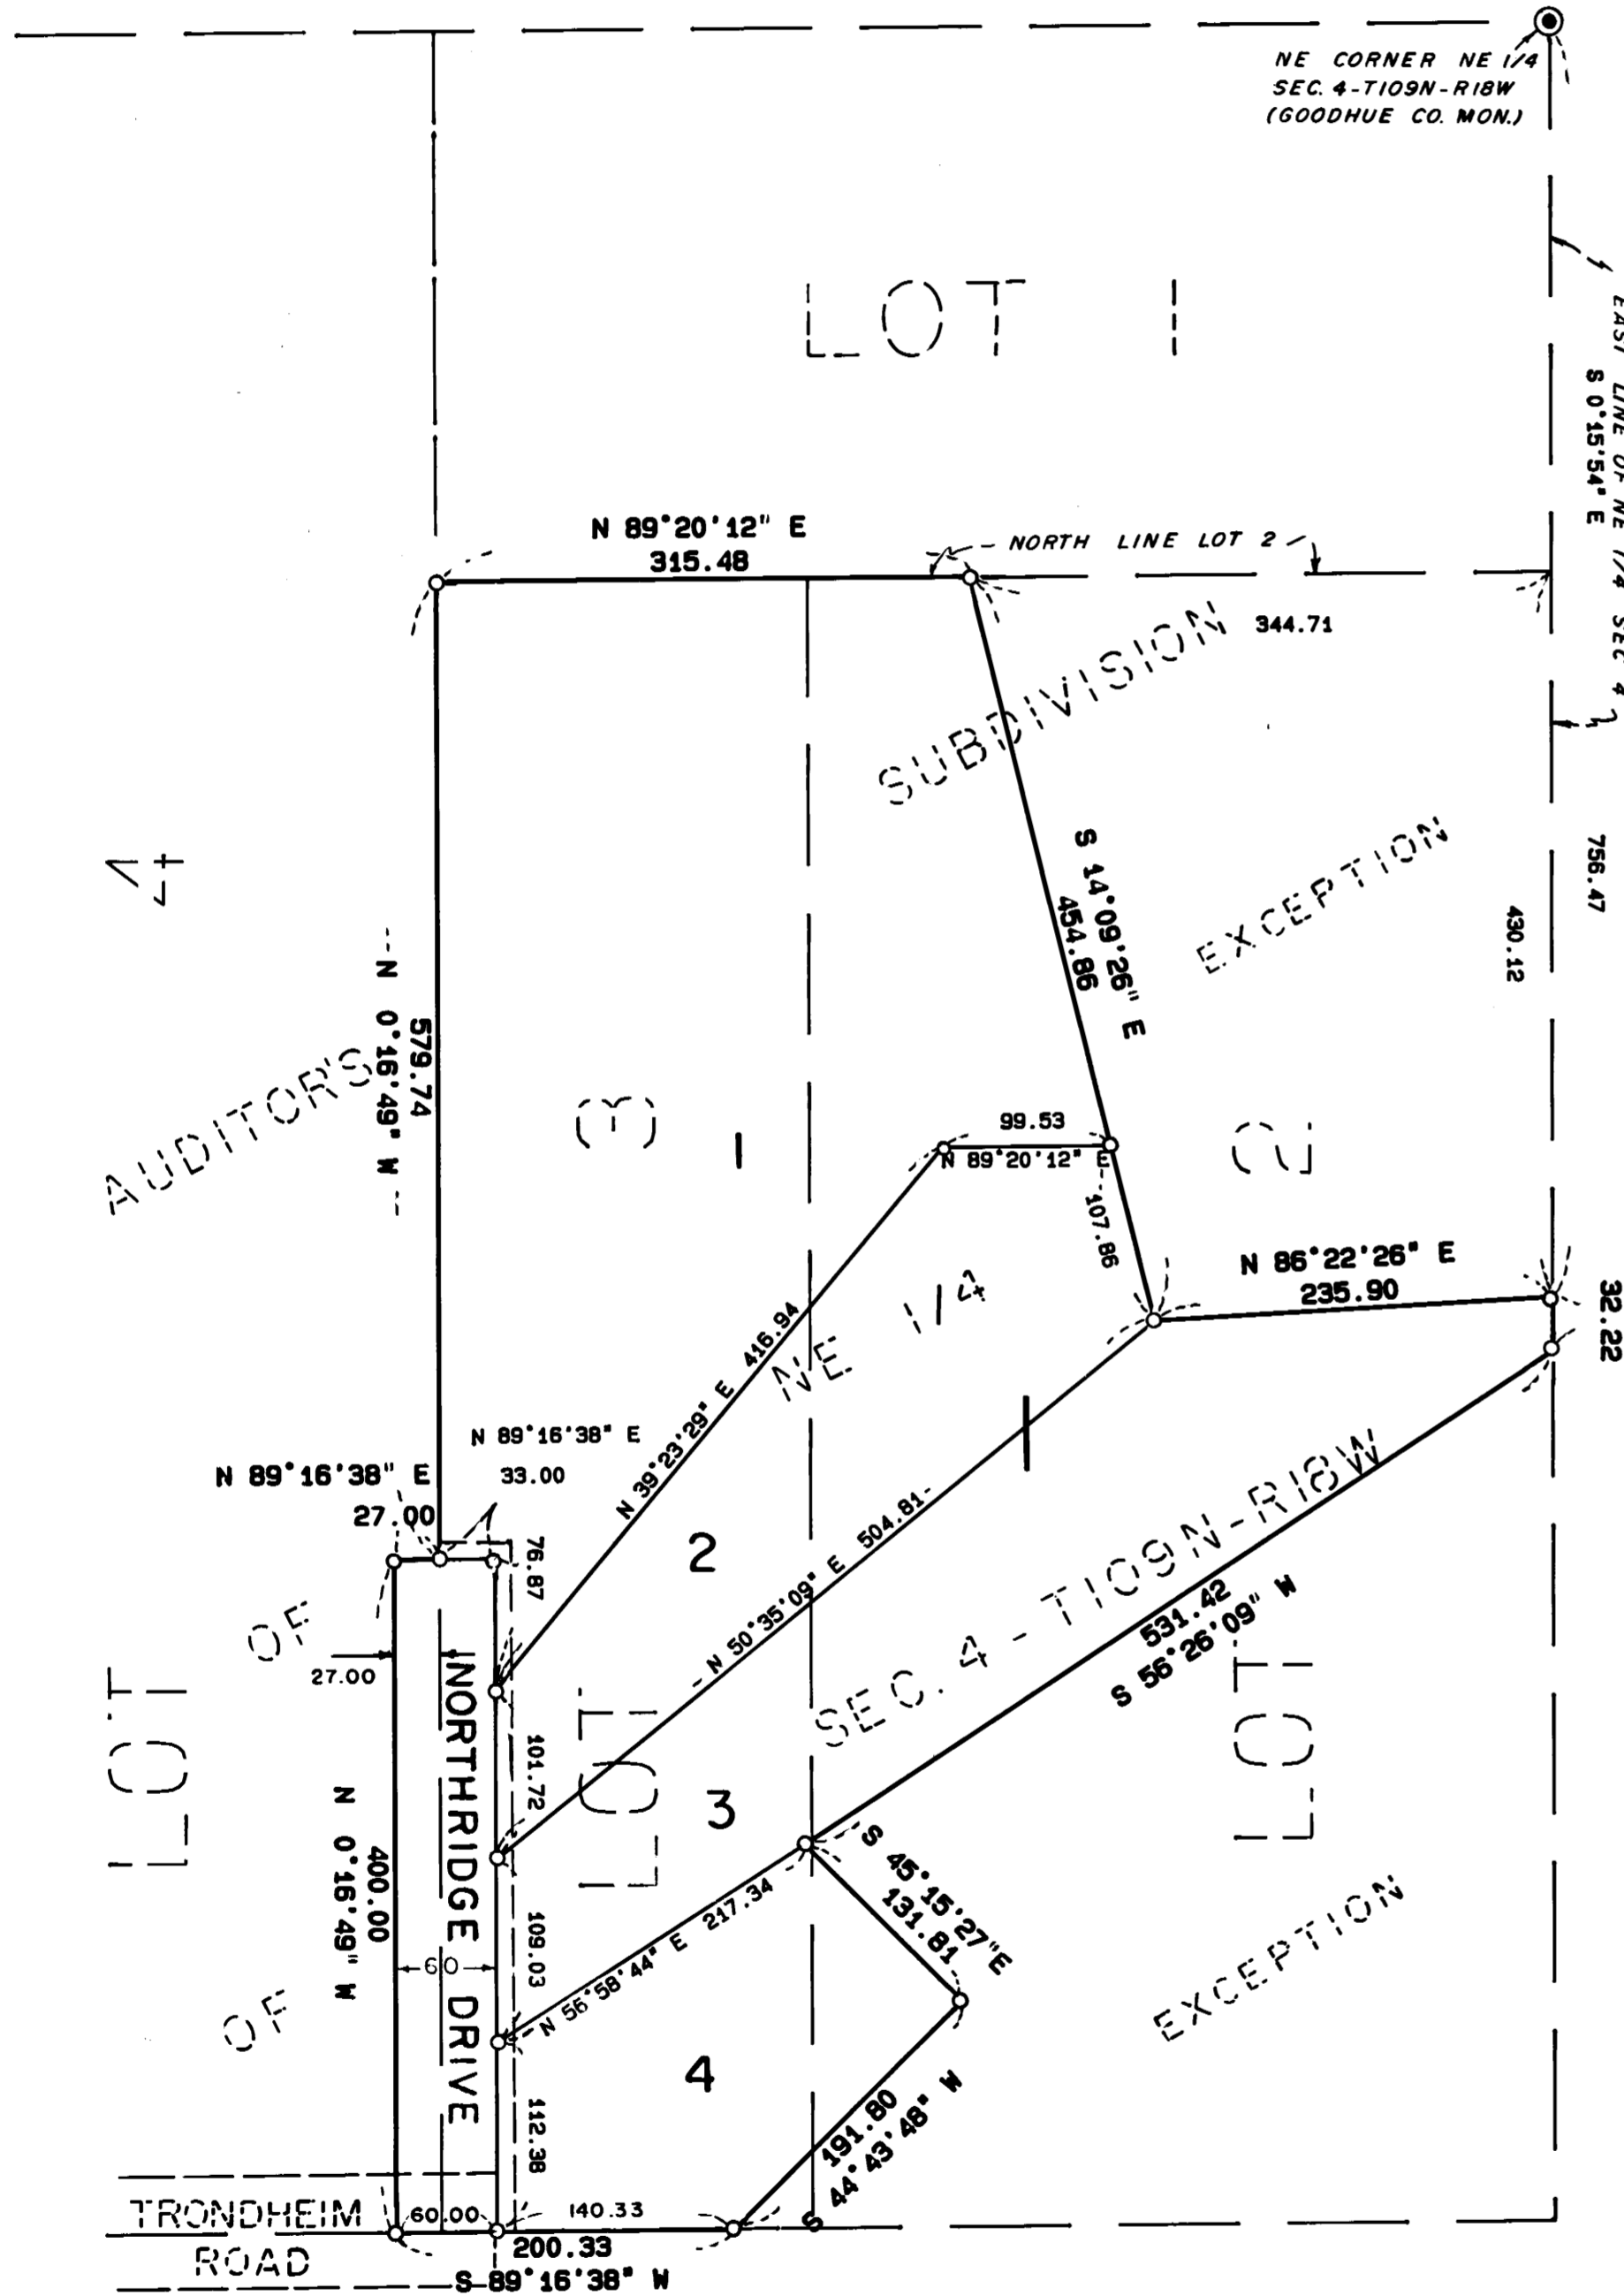 NE CORNER NE 1/4
SEC. 4-T109N-R18W
(GOODHUE CO. MON.)
EAST LINE OF NE 1/4 SEC 4
S 0°15'54" E
LOT 1
N 89°20'12" E
315.48
NORTH LINE LOT 2
344.71
SUBDIVISION
EXCEPTION
756.47
430.12
S 14°09'26" E
454.86
4
579.74
N 0°16'49" W
AUDITOR'S
3
1
99.53
N 89°20'12" E
107.86
2
N 86°22'26" E
235.90
32.22
NE 1/4
N 39°23'29" E 416.94
1
N 89°16'38" E
33.00
N 89°16'38" E
27.00
76.87
2
N 50°35'09" E 504.81
SEC. 4 - T109N-R18W
531.42
S 56°26'09" W
OF
27.00
LOT
NORTHRIDGE DRIVE
101.72
LOT
3
LOT
S 45°15'27" E
131.81
217.34
N 56°58'44" E
400.00
N 0°16'49" W
60
109.03
EXCEPTION
OF
4
112.38
191.80
S 44°43'48" W
TRONDHEIM
60.00
140.33
200.33
ROAD
S 89°16'38" W